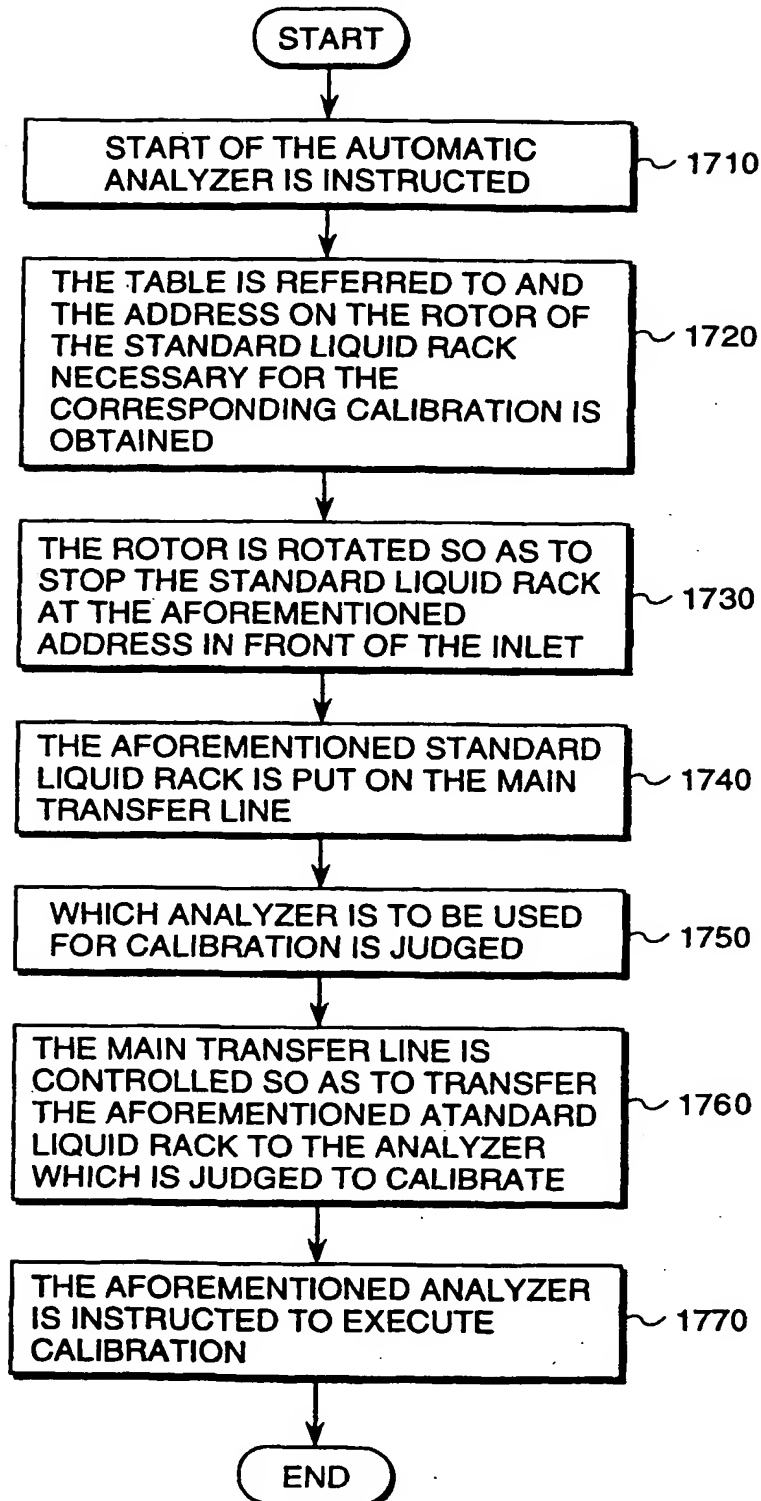 START
START OF THE AUTOMATIC
ANALYZER IS INSTRUCTED
1710
THE TABLE IS REFERRED TO AND
THE ADDRESS ON THE ROTOR OF
THE STANDARD LIQUID RACK
NECESSARY FOR THE
CORRESPONDING CALIBRATION IS
OBTAINED
1720
THE ROTOR IS ROTATED SO AS TO
STOP THE STANDARD LIQUID RACK
AT THE AFOREMENTIONED
ADDRESS IN FRONT OF THE INLET
1730
THE AFOREMENTIONED STANDARD
LIQUID RACK IS PUT ON THE MAIN
TRANSFER LINE
1740
WHICH ANALYZER IS TO BE USED
FOR CALIBRATION IS JUDGED
1750
THE MAIN TRANSFER LINE IS
CONTROLLED SO AS TO TRANSFER
THE AFOREMENTIONED ATANDARD
LIQUID RACK TO THE ANALYZER
WHICH IS JUDGED TO CALIBRATE
1760
THE AFOREMENTIONED ANALYZER
IS INSTRUCTED TO EXECUTE
CALIBRATION
1770
END